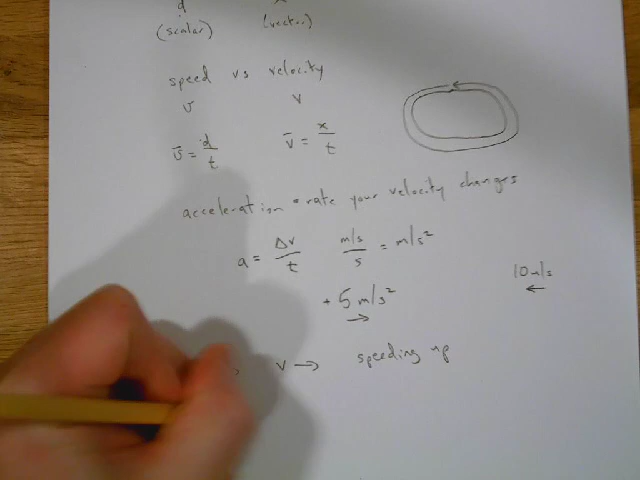 d
(scalar) (vector)
speed vs velocity
v v
v̄ = d/t v̄ = x/t
acceleration = rate your velocity changes
a = Δv/t m/s/s = m/s²
10 m/s
←
+ 5 m/s²
→
v → speeding up